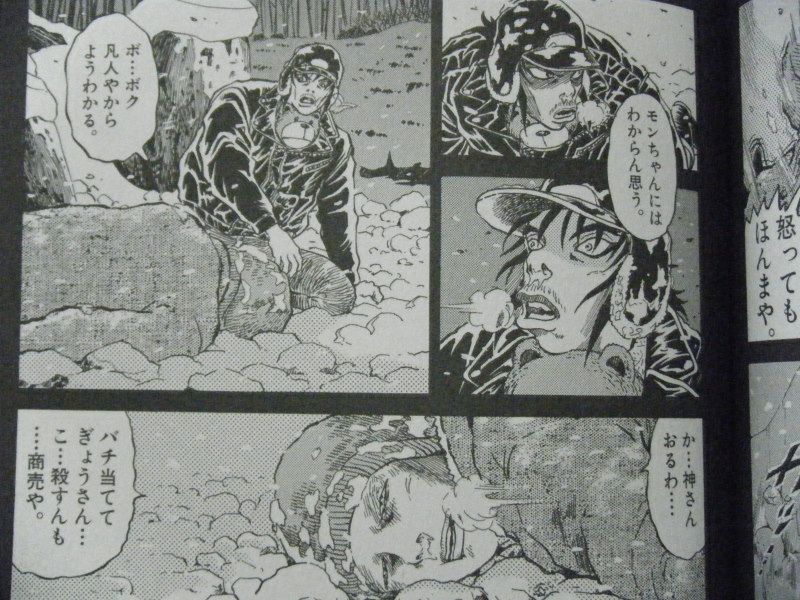 モンちゃんには
わからん思う。
ボ…ボク
凡人やから
ようわかる。
か…神さん
おるわ……
バチ当てて
ぎょうさん…
こ…殺すんも
……商売や。
怒っても
ほんまや。